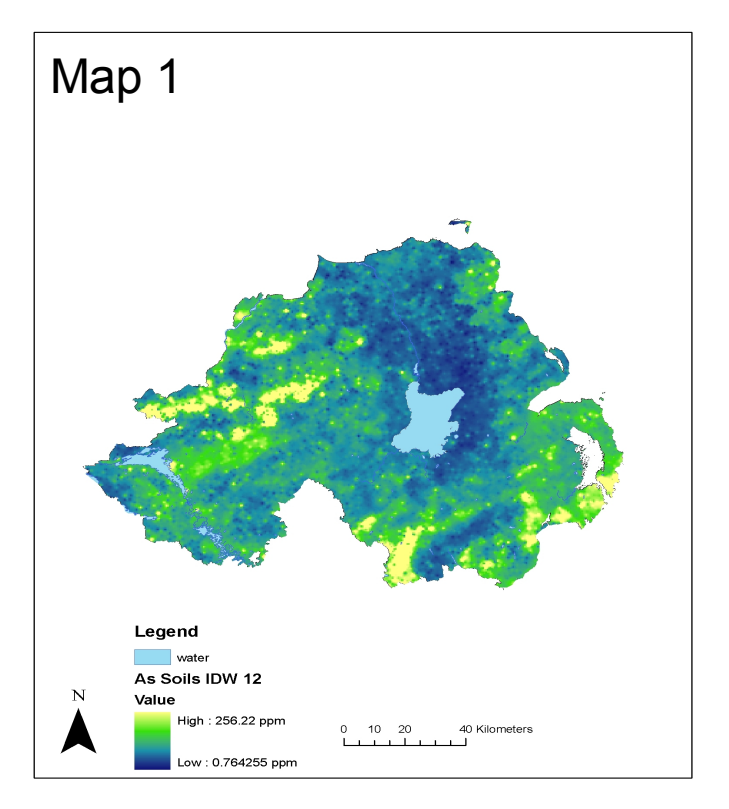 Map 1
Legend
water
As Soils IDW 12
Value
High : 256.22 ppm
Low : 0.764255 ppm
N
0 10 20 40 Kilometers